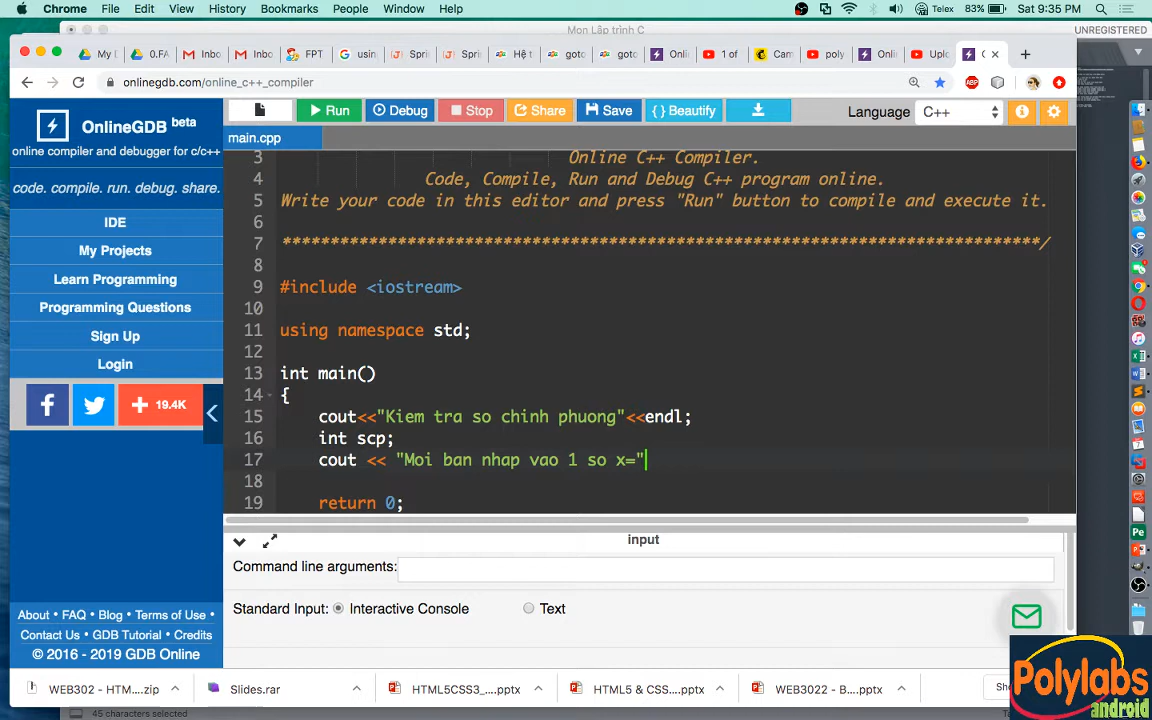 Chrome File Edit View History Bookmarks People Window Help Telex 83% Sat 9:35 PM
Mon Lập trình C UNREGISTERED
My D 0.FA Inbo Inbo FPT usin Sprin Sprin Hệ t goto goto Onli 1 of Cam poly Onli Uplo
onlinegdb.com/online_c++_compiler ABP
OnlineGDB beta
online compiler and debugger for c/c++
code. compile. run. debug. share.
IDE
My Projects
Learn Programming
Programming Questions
Sign Up
Login
f + 19.4K
About • FAQ • Blog • Terms of Use •
Contact Us • GDB Tutorial • Credits
© 2016 - 2019 GDB Online
Run Debug Stop Share Save { } Beautify Language C++
main.cpp
3 Online C++ Compiler.
4 Code, Compile, Run and Debug C++ program online.
5 Write your code in this editor and press "Run" button to compile and execute it.
6
7 *******************************************************************************/
8
9 #include <iostream>
10
11 using namespace std;
12
13 int main()
14 {
15 cout<<"Kiem tra so chinh phuong"<<endl;
16 int scp;
17 cout << "Moi ban nhap vao 1 so x="
18
19 return 0;
input
Command line arguments:
Standard Input: Interactive Console Text
WEB302 - HTM....zip Slides.rar HTML5CSS3_....pptx HTML5 & CSS....pptx WEB3022 - B....pptx
45 characters selected
Polylabs
android